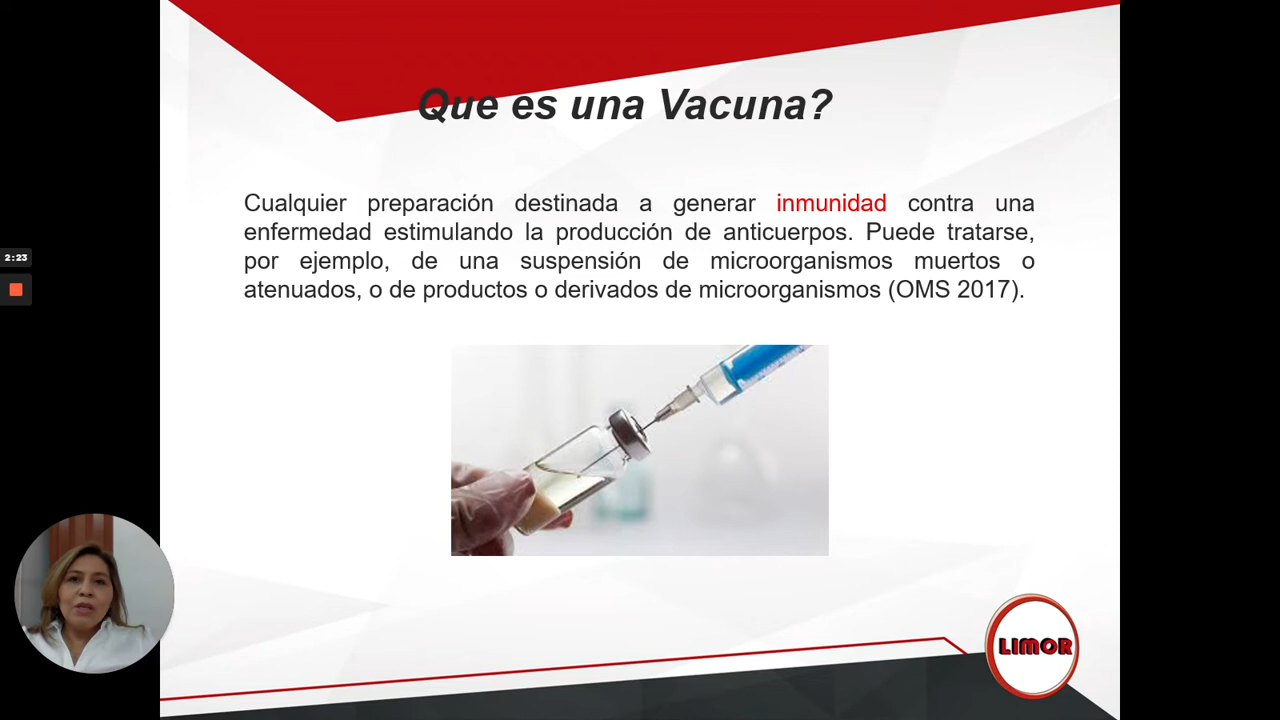 Que es una Vacuna?
Cualquier preparación destinada a generar inmunidad contra una
enfermedad estimulando la producción de anticuerpos. Puede tratarse,
por ejemplo, de una suspensión de microorganismos muertos o
atenuados, o de productos o derivados de microorganismos (OMS 2017).
2:23
LIMOR